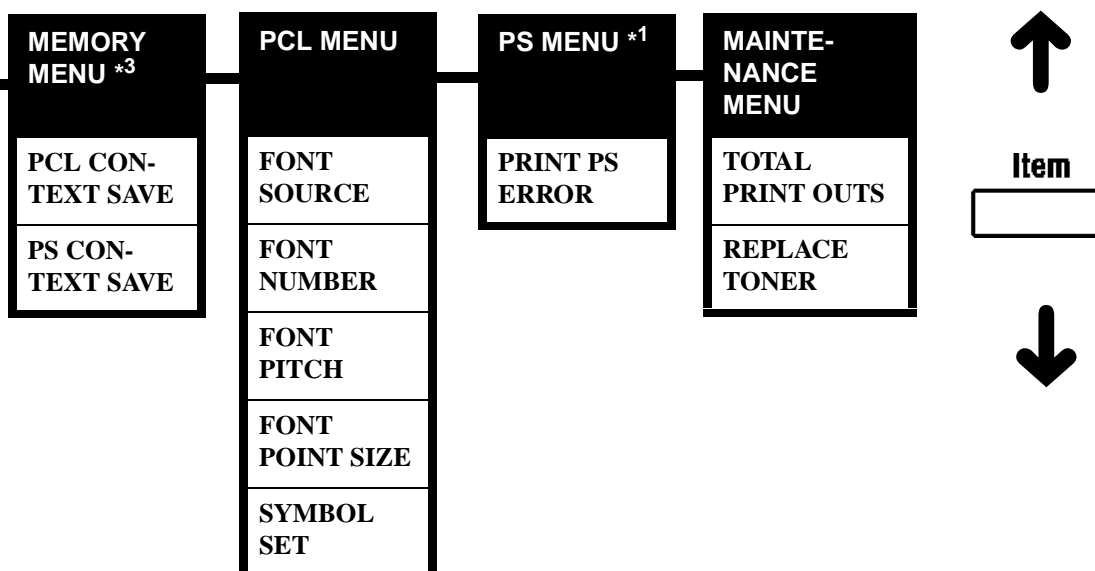 MEMORY
MENU *3
PCL CON-
TEXT SAVE
PS CON-
TEXT SAVE
PCL MENU
FONT
SOURCE
FONT
NUMBER
FONT
PITCH
FONT
POINT SIZE
SYMBOL
SET
PS MENU *1
PRINT PS
ERROR
MAINTE-
NANCE
MENU
TOTAL
PRINT OUTS
REPLACE
TONER
Item